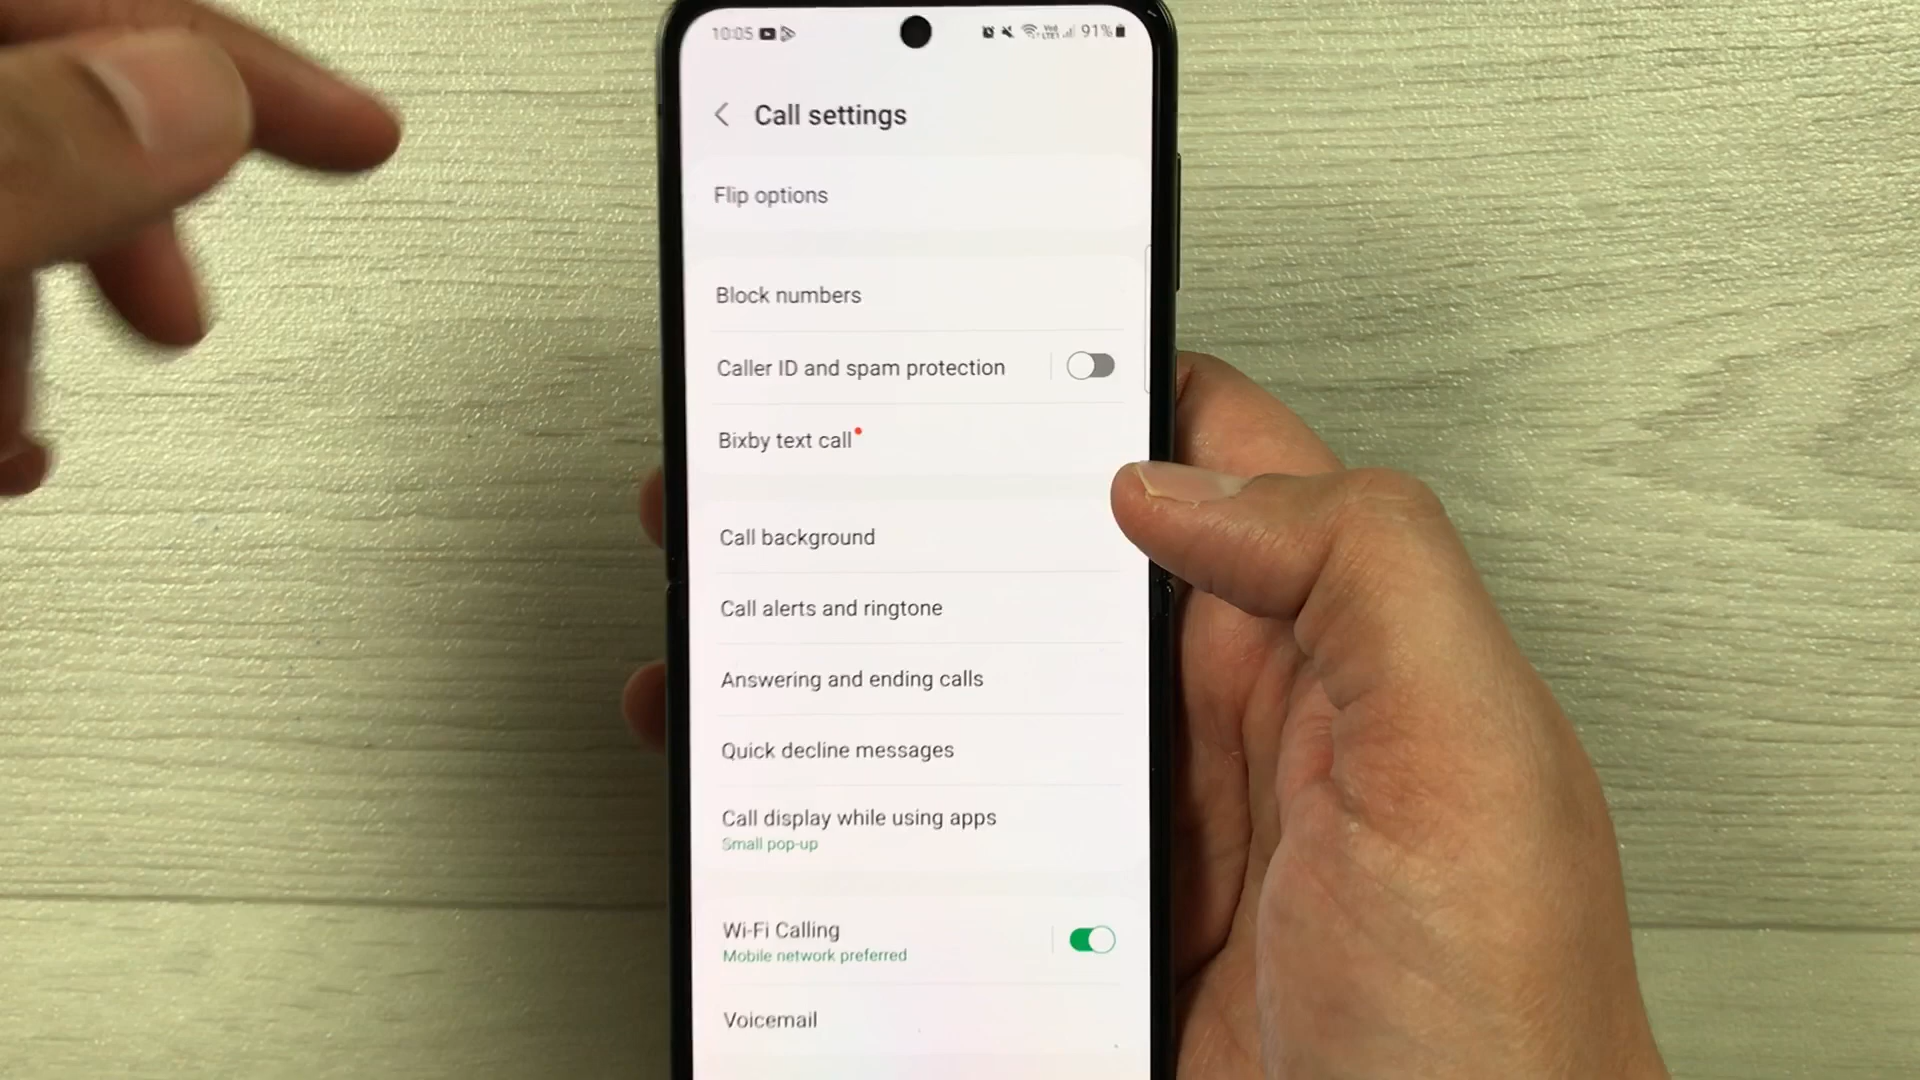 10:05 91%
Call settings
Flip options
Block numbers
Caller ID and spam protection
Bixby text call
Call background
Call alerts and ringtone
Answering and ending calls
Quick decline messages
Call display while using apps
Small pop-up
Wi-Fi Calling
Mobile network preferred
Voicemail